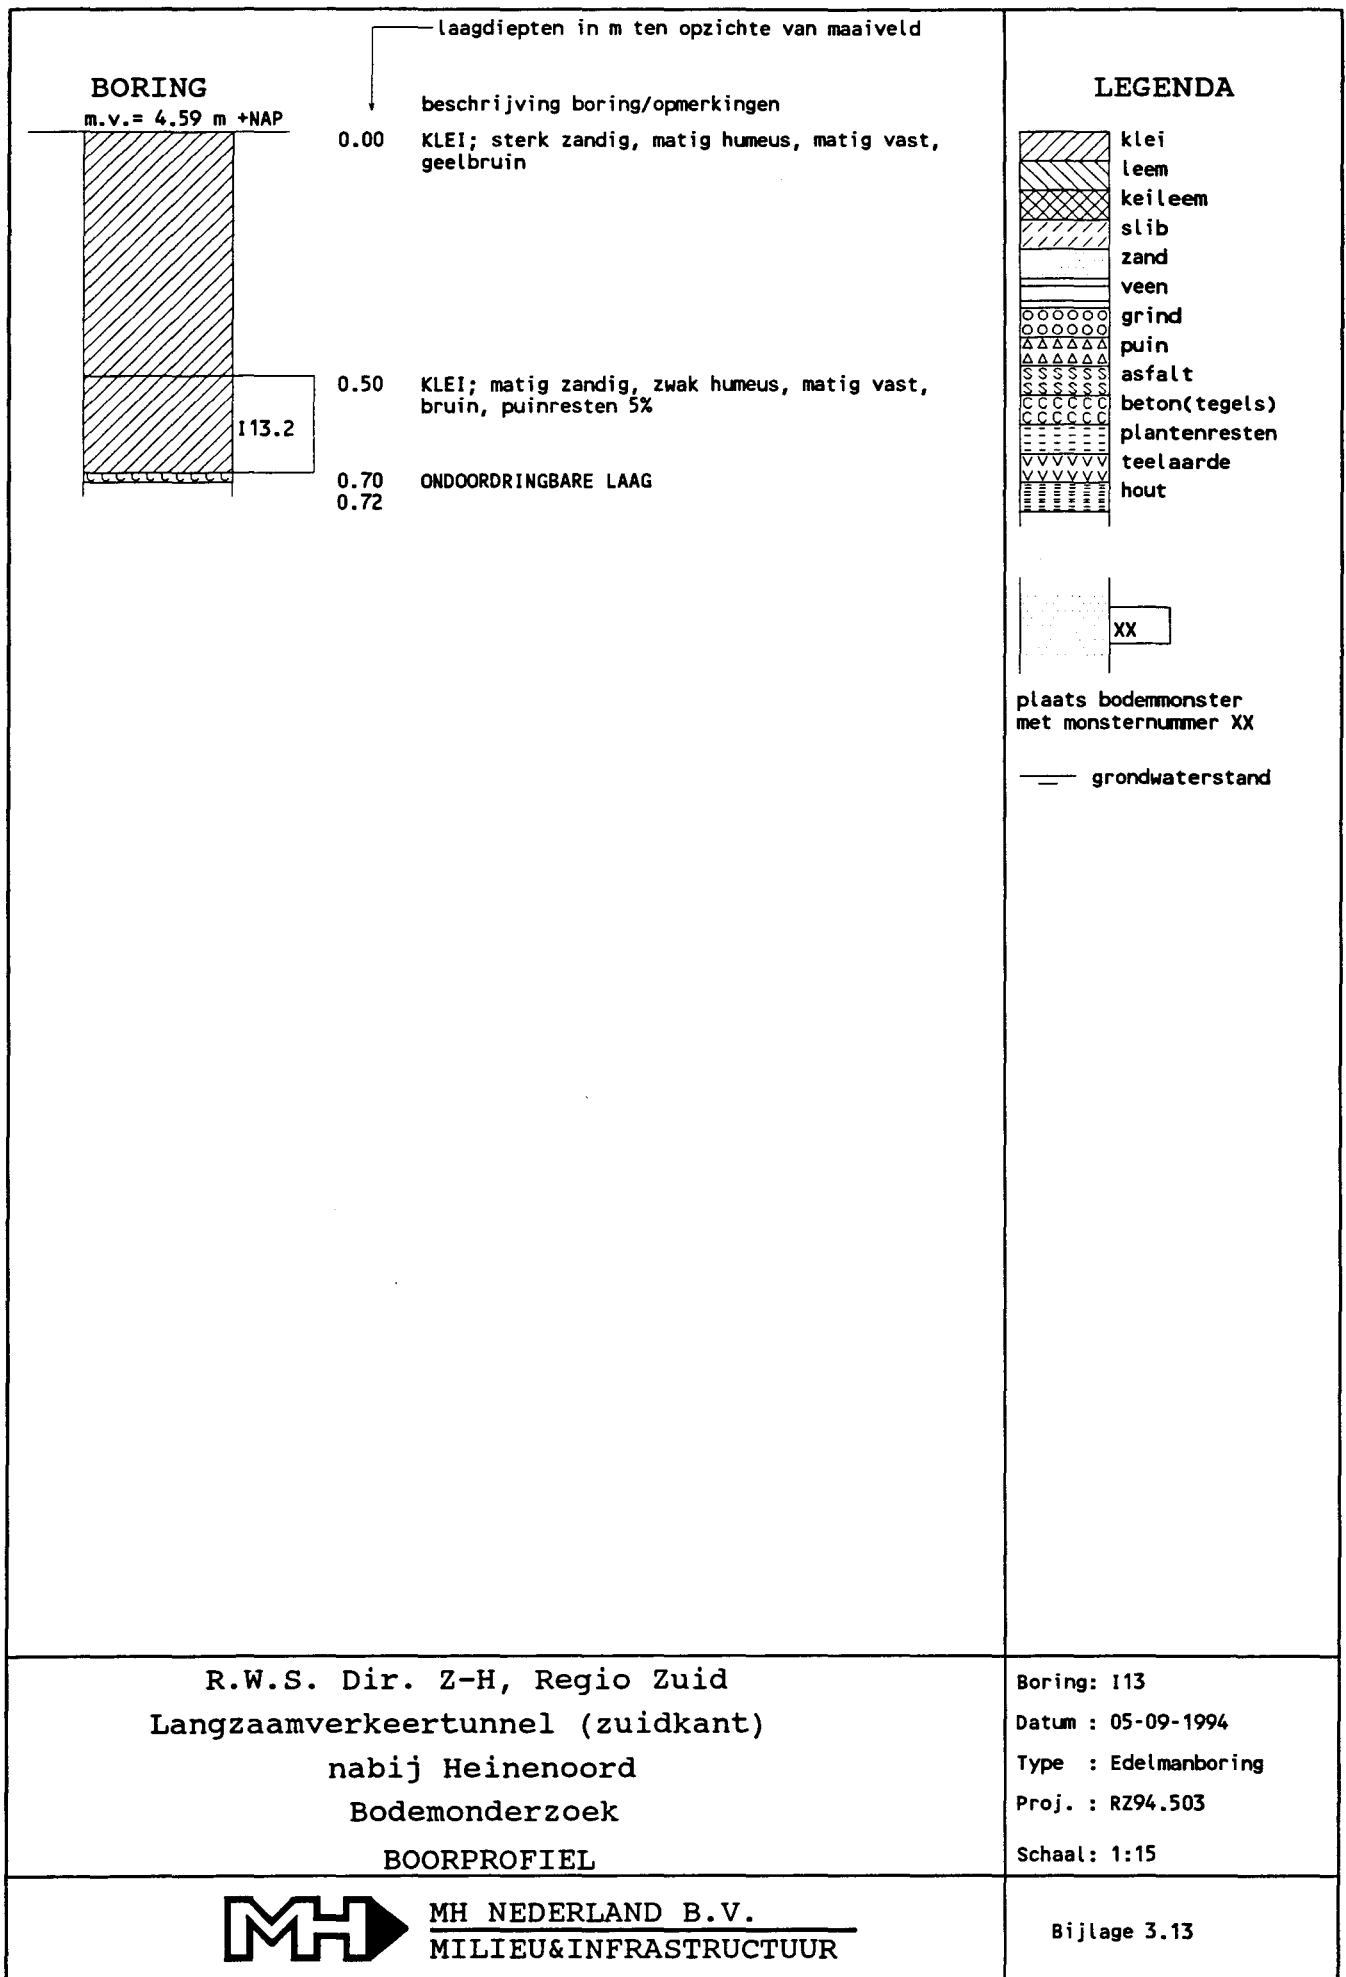 laagdiepten in m ten opzichte van maaiveld
BORING
m.v.= 4.59 m +NAP
beschrijving boring/opmerkingen
0.00 KLEI; sterk zandig, matig humeus, matig vast,
geelbruin
0.50 KLEI; matig zandig, zwak humeus, matig vast,
bruin, puinresten 5%
I13.2
0.70 ONDOORDRINGBARE LAAG
0.72
LEGENDA
klei
leem
keileem
slib
zand
veen
grind
puin
asfalt
beton(tegels)
plantenresten
teelaarde
hout
XX
plaats bodemmonster
met monsternummer XX
grondwaterstand
R.W.S. Dir. Z-H, Regio Zuid
Langzaamverkeertunnel (zuidkant)
nabij Heinenoord
Bodemonderzoek
BOORPROFIEL
Boring: I13
Datum : 05-09-1994
Type : Edelmanboring
Proj. : RZ94.503
Schaal: 1:15
MH
MH NEDERLAND B.V.
MILIEU&INFRASTRUCTUUR
Bijlage 3.13